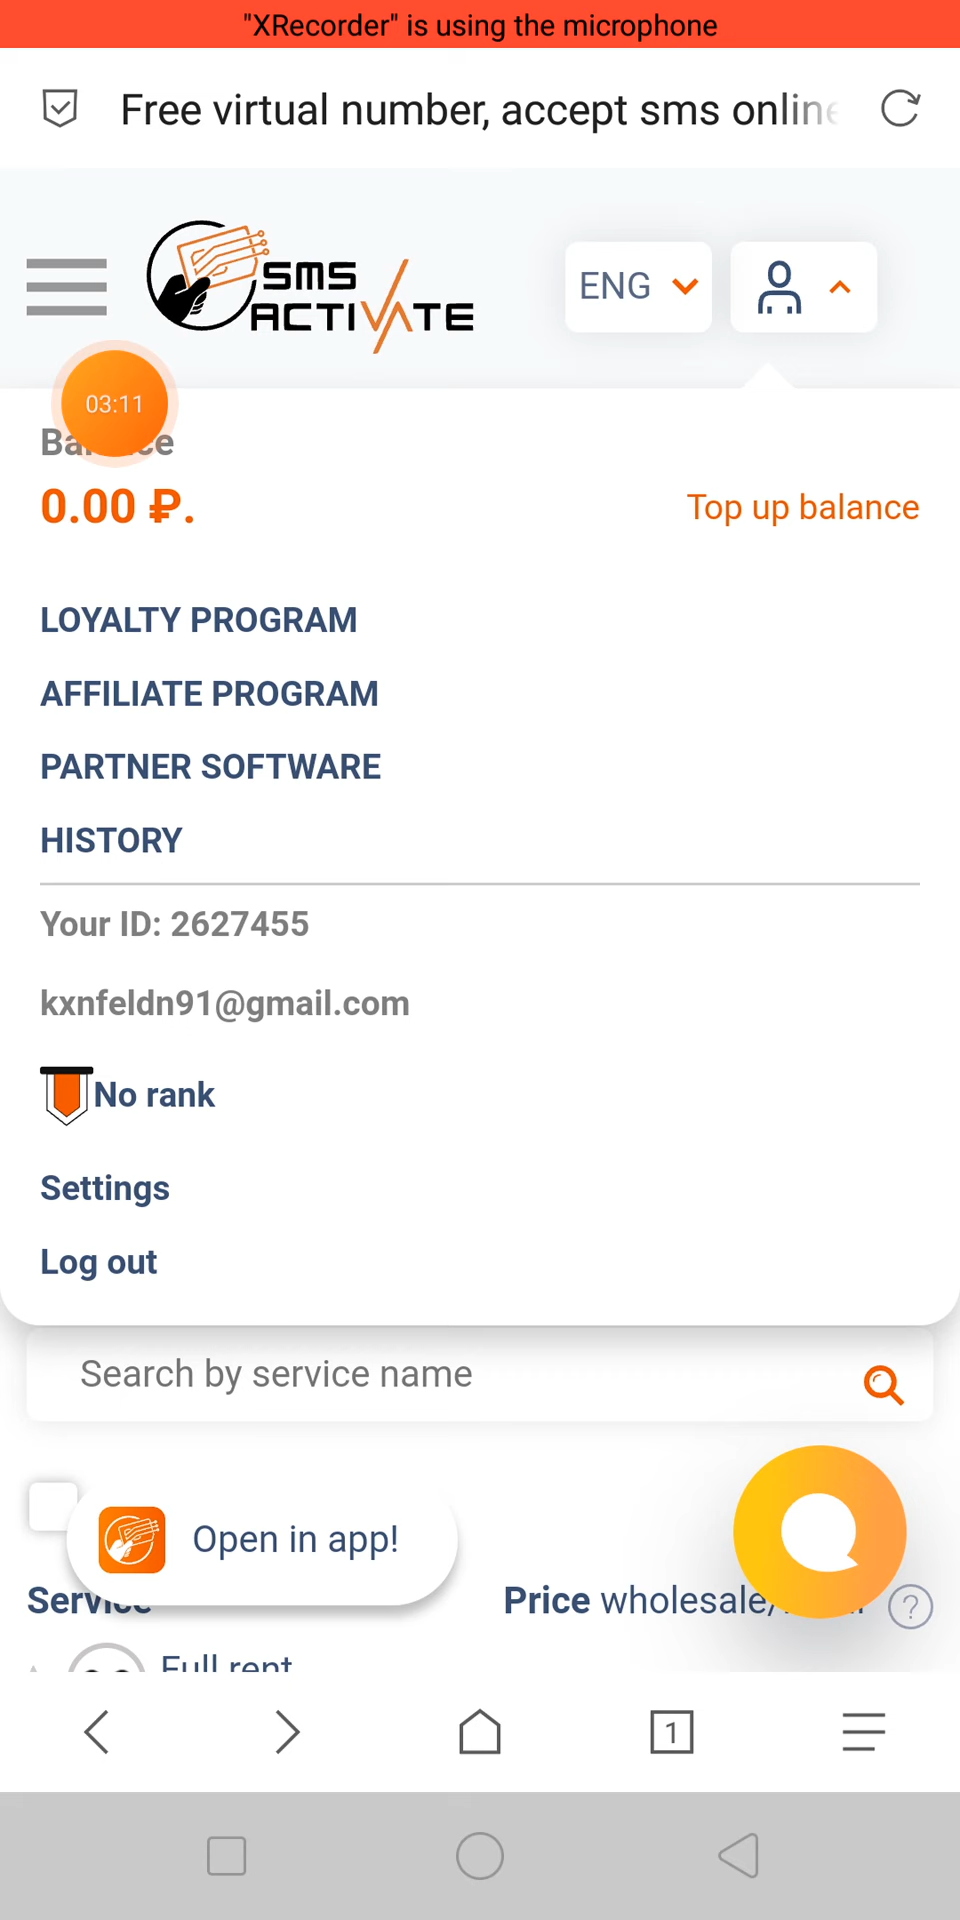 "XRecorder" is using the microphone
Free virtual number, accept sms online
SMS
ACTIVATE
ENG
03:11
0.00 ₽.
Top up balance
LOYALTY PROGRAM
AFFILIATE PROGRAM
PARTNER SOFTWARE
HISTORY
Your ID: 2627455
kxnfeldn91@gmail.com
No rank
Settings
Log out
Search by service name
Open in app!
Service
Price wholesale/
?
Full rent
1